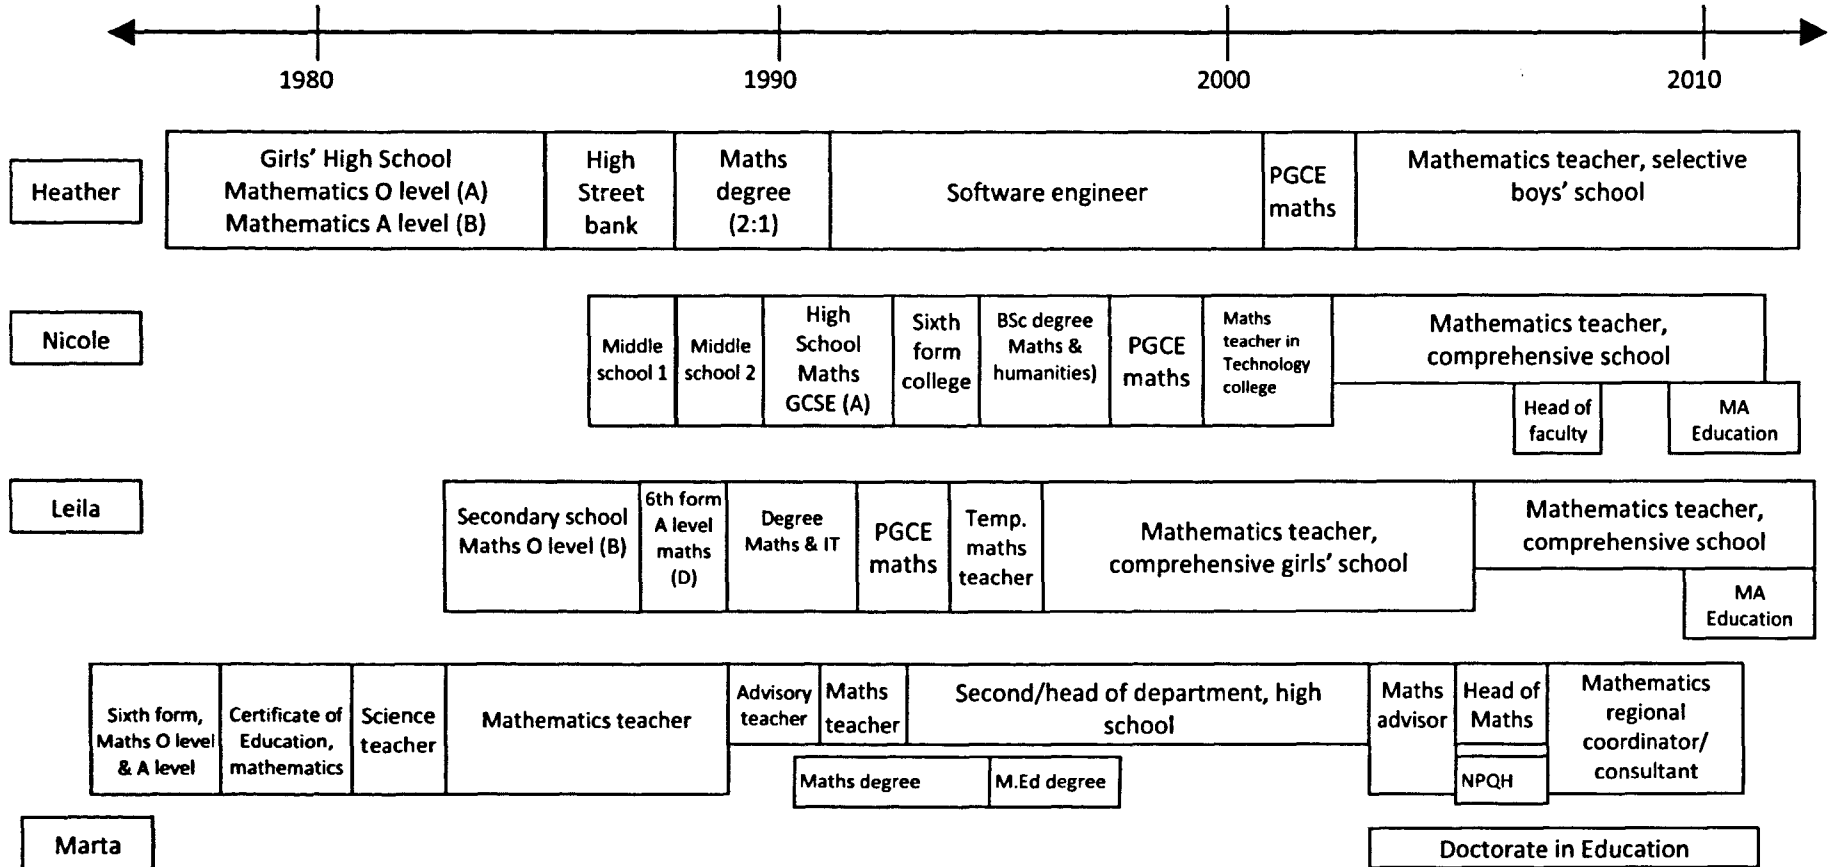 1980 1990 2000 2010
Heather
Girls' High School
Mathematics O level (A)
Mathematics A level (B)
High
Street
bank
Maths
degree
(2:1)
Software engineer
PGCE
maths
Mathematics teacher, selective
boys' school
Nicole
Middle
school 1
Middle
school 2
High
School
Maths
GCSE (A)
Sixth
form
college
BSc degree
Maths &
humanities)
PGCE
maths
Maths
teacher in
Technology
college
Mathematics teacher,
comprehensive school
Head of
faculty
MA
Education
Leila
Secondary school
Maths O level (B)
6th form
A level
maths
(D)
Degree
Maths & IT
PGCE
maths
Temp.
maths
teacher
Mathematics teacher,
comprehensive girls' school
Mathematics teacher,
comprehensive school
MA
Education
Sixth form,
Maths O level
& A level
Certificate of
Education,
mathematics
Science
teacher
Mathematics teacher
Advisory
teacher
Maths
teacher
Second/head of department, high
school
Maths
advisor
Head of
Maths
Mathematics
regional
coordinator/
consultant
Maths degree
M.Ed degree
NPQH
Marta
Doctorate in Education